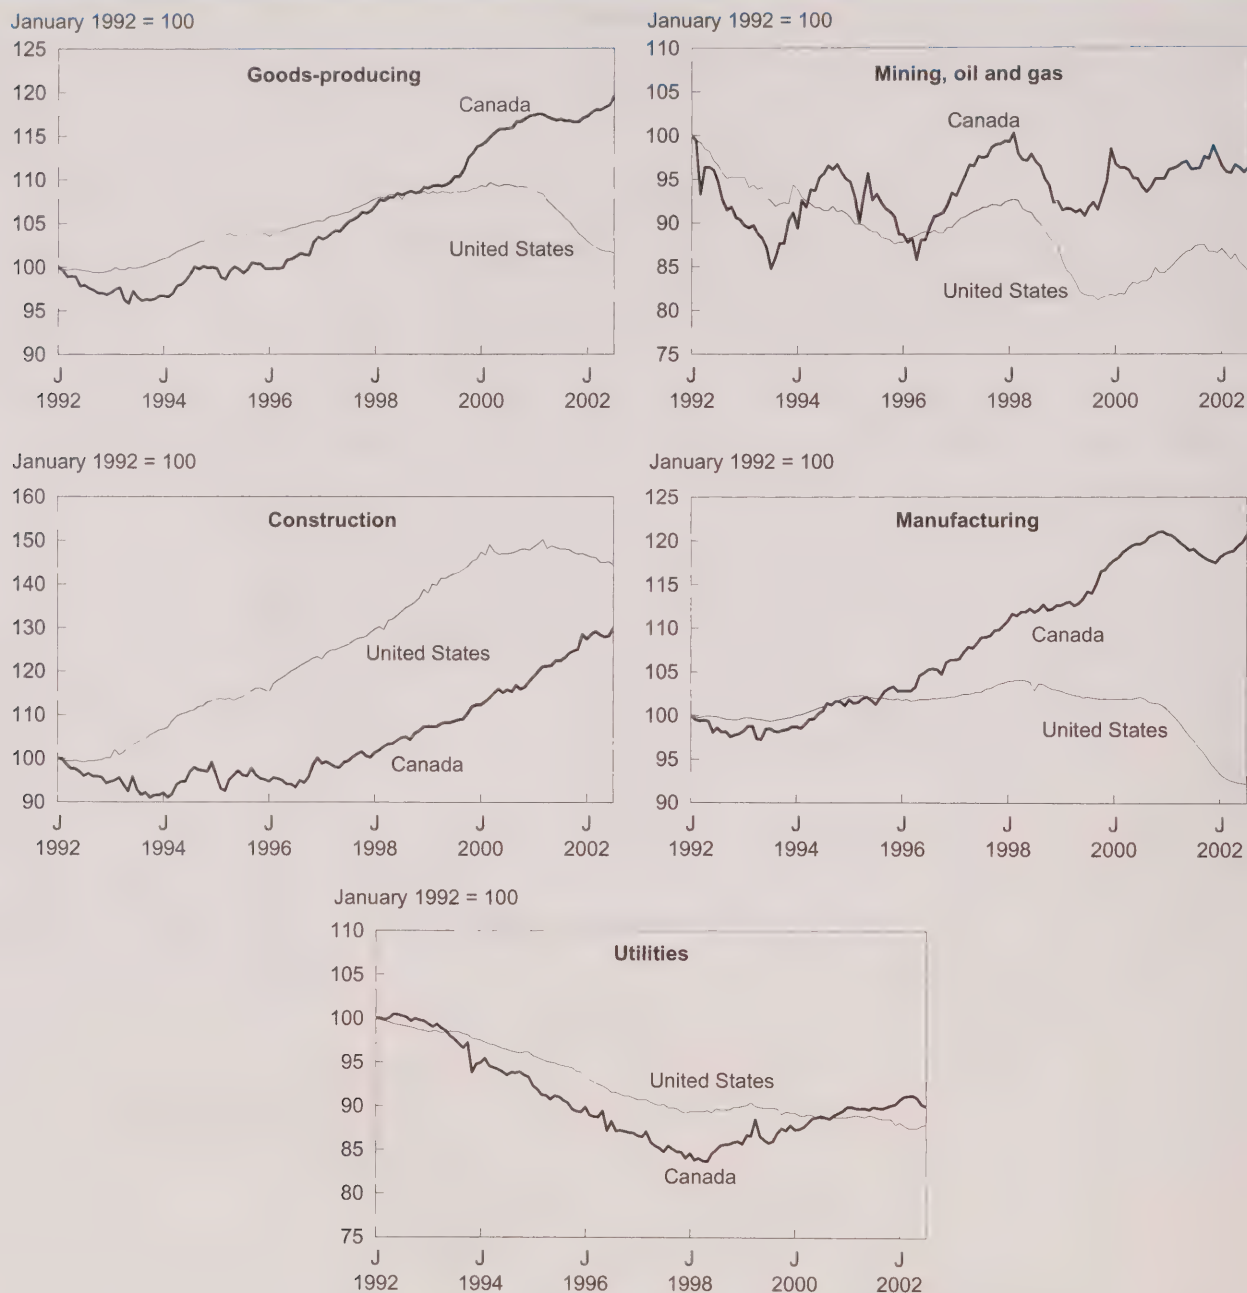 January 1992 = 100
125
120
115
110
105
100
95
90
Goods-producing
Canada
United States
J J J J J J
1992 1994 1996 1998 2000 2002
January 1992 = 100
110
105
100
95
90
85
80
75
Mining, oil and gas
Canada
United States
J J J J J J
1992 1994 1996 1998 2000 2002
January 1992 = 100
160
150
140
130
120
110
100
90
Construction
United States
Canada
J J J J J J
1992 1994 1996 1998 2000 2002
January 1992 = 100
125
120
115
110
105
100
95
90
Manufacturing
Canada
United States
J J J J J J
1992 1994 1996 1998 2000 2002
January 1992 = 100
110
105
100
95
90
85
80
75
Utilities
United States
Canada
J J J J J J
1992 1994 1996 1998 2000 2002